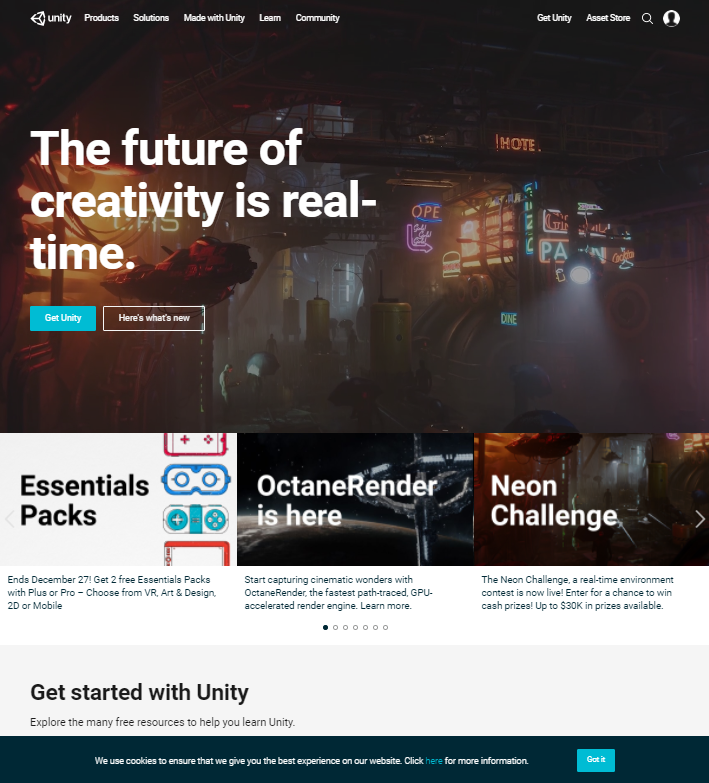 unity Products Solutions Made with Unity Learn Community Get Unity Asset Store
HOTE
The future of
creativity is real-
time.
OPE
DINE
Get Unity Here's what's new
Essentials
Packs
OctaneRender
is here
Neon
Challenge
Ends December 27! Get 2 free Essentials Packs
with Plus or Pro – Choose from VR, Art & Design,
2D or Mobile
Start capturing cinematic wonders with
OctaneRender, the fastest path-traced, GPU-
accelerated render engine. Learn more.
The Neon Challenge, a real-time environment
contest is now live! Enter for a chance to win
cash prizes! Up to $30K in prizes available.
Get started with Unity
Explore the many free resources to help you learn Unity.
We use cookies to ensure that we give you the best experience on our website. Click here for more information. Got it